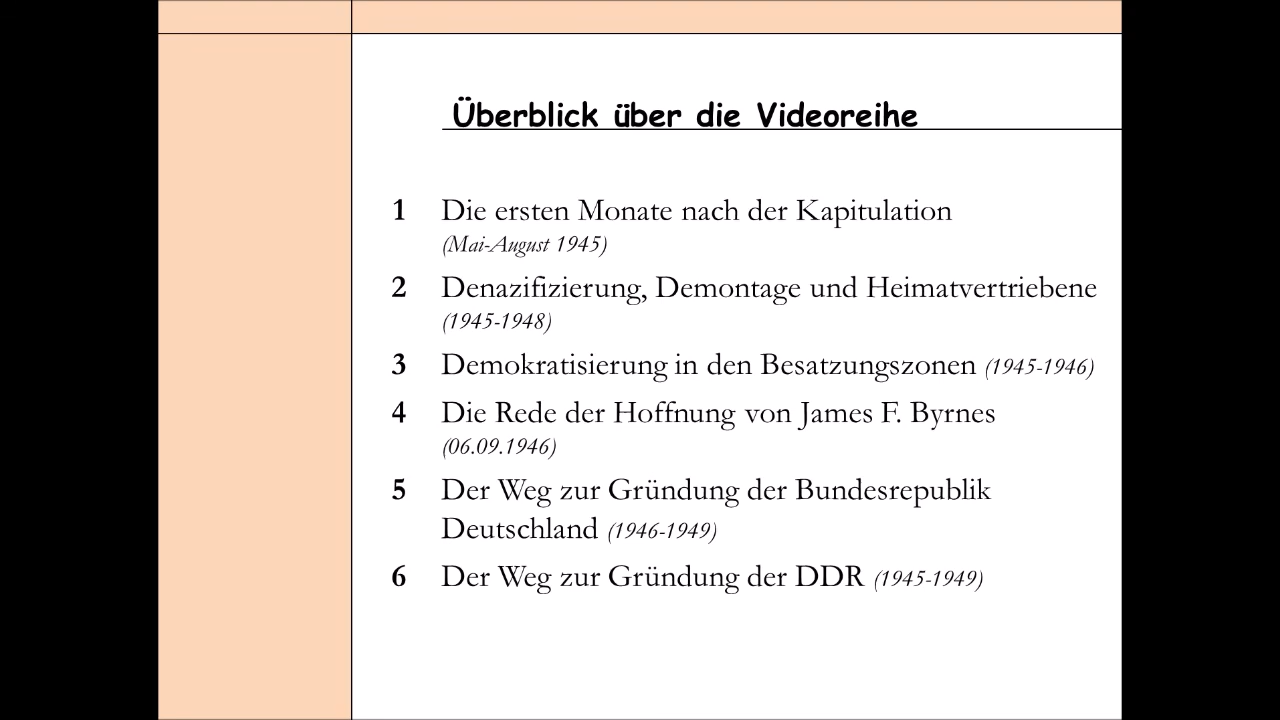 Überblick über die Videoreihe
1 Die ersten Monate nach der Kapitulation
(Mai-August 1945)
2 Denazifizierung, Demontage und Heimatvertriebene
(1945-1948)
3 Demokratisierung in den Besatzungszonen (1945-1946)
4 Die Rede der Hoffnung von James F. Byrnes
(06.09.1946)
5 Der Weg zur Gründung der Bundesrepublik
Deutschland (1946-1949)
6 Der Weg zur Gründung der DDR (1945-1949)